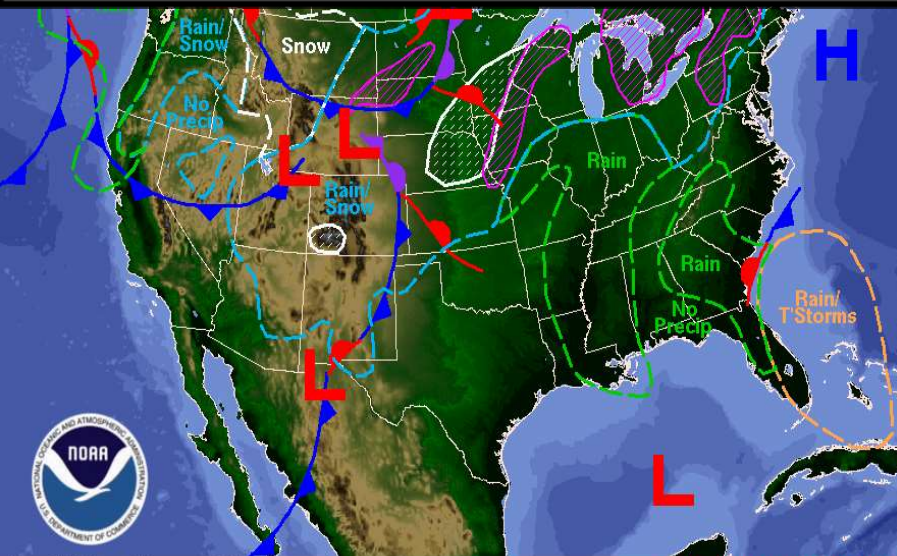 Rain/
Snow
Snow
H
No
Precip
L
L
Rain
Rain/
Snow
Rain
Rain/
T'Storms
No
Precip
L
L
NATIONAL OCEANIC AND ATMOSPHERIC ADMINISTRATION
NOAA
U.S. DEPARTMENT OF COMMERCE